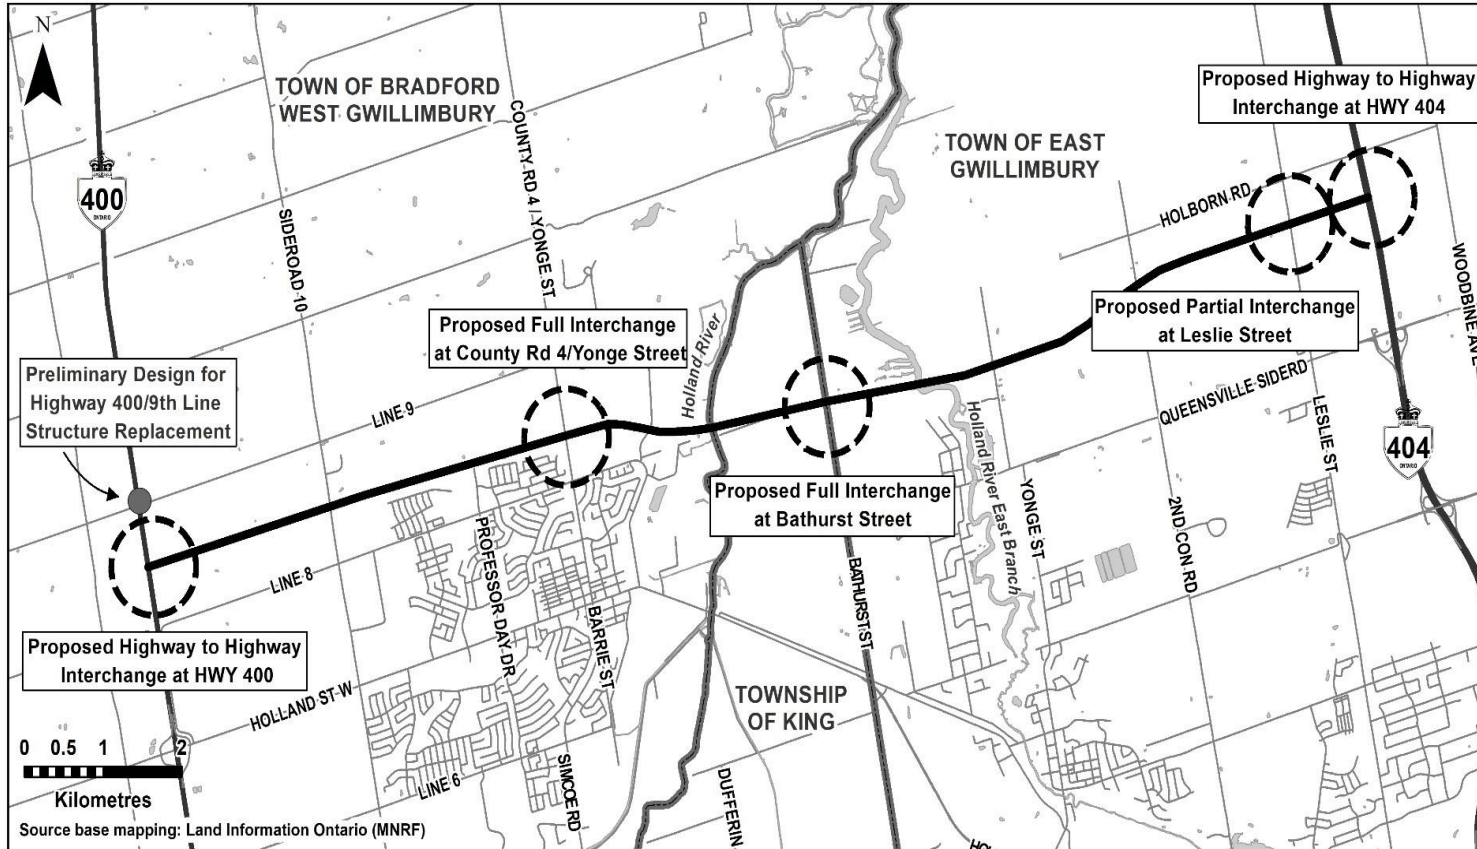 N
TOWN OF BRADFORD
WEST GWILLIMBURY
COUNTY RD 4 / YONGE ST
TOWN OF EAST
GWILLIMBURY
Proposed Highway to Highway
Interchange at HWY 404
400
ONTARIO
SIDEROAD 10
HOLBORN RD
WOODBINE AVE
Proposed Full Interchange
at County Rd 4/Yonge Street
Holland River
Proposed Partial Interchange
at Leslie Street
Preliminary Design for
Highway 400/9th Line
Structure Replacement
LINE 9
QUEENSVILLE SIDERD
LESLIE ST
404
ONTARIO
Proposed Full Interchange
at Bathurst Street
Holland River East Branch
YONGE ST
2ND CON RD
LINE 8
PROFESSOR DAY DR
BARRIE ST
BATHURST ST
Proposed Highway to Highway
Interchange at HWY 400
HOLLAND ST W
TOWNSHIP
OF KING
0 0.5 1 2
Kilometres
LINE 6
SIMCOE RD
DUFFERIN
Source base mapping: Land Information Ontario (MNRF)